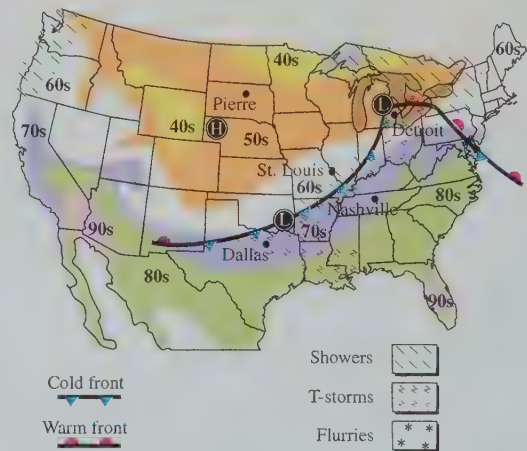 60s
40s
60s
Pierre
L
70s
40s
H
50s
Detroit
St. Louis
60s
80s
Nashville
L
90s
70s
Dallas
80s
90s
Showers
Cold front
T-storms
Warm front
Flurries